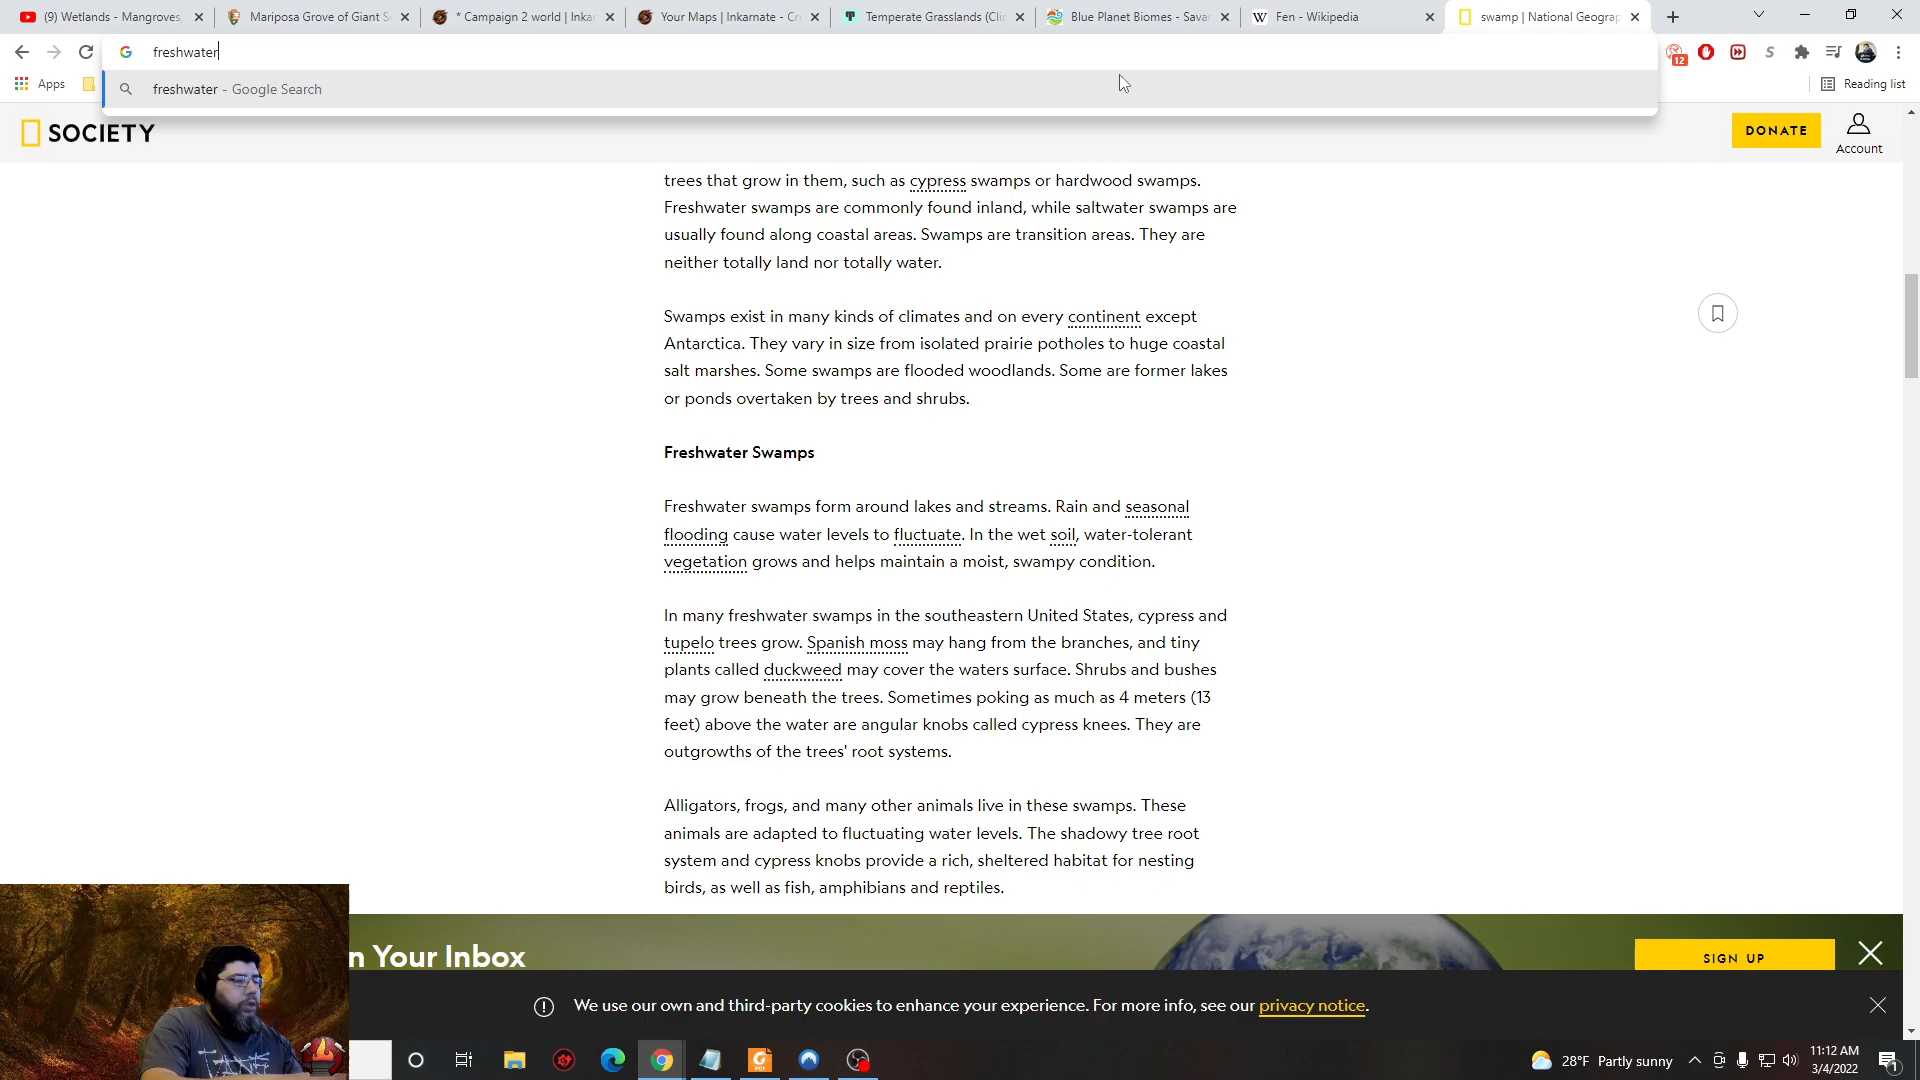 (9) Wetlands - Mangroves,
Mariposa Grove of Giant S
* Campaign 2 world | Inkar
Your Maps | Inkarnate - Cr
Temperate Grasslands (Cli
Blue Planet Biomes - Sava
Fen - Wikipedia
swamp | National Geograp
freshwater
Apps
freshwater - Google Search
12
Reading list
SOCIETY
DONATE
Account
trees that grow in them, such as cypress swamps or hardwood swamps.
Freshwater swamps are commonly found inland, while saltwater swamps are
usually found along coastal areas. Swamps are transition areas. They are
neither totally land nor totally water.
Swamps exist in many kinds of climates and on every continent except
Antarctica. They vary in size from isolated prairie potholes to huge coastal
salt marshes. Some swamps are flooded woodlands. Some are former lakes
or ponds overtaken by trees and shrubs.
Freshwater Swamps
Freshwater swamps form around lakes and streams. Rain and seasonal
flooding cause water levels to fluctuate. In the wet soil, water-tolerant
vegetation grows and helps maintain a moist, swampy condition.
In many freshwater swamps in the southeastern United States, cypress and
tupelo trees grow. Spanish moss may hang from the branches, and tiny
plants called duckweed may cover the waters surface. Shrubs and bushes
may grow beneath the trees. Sometimes poking as much as 4 meters (13
feet) above the water are angular knobs called cypress knees. They are
outgrowths of the trees' root systems.
Alligators, frogs, and many other animals live in these swamps. These
animals are adapted to fluctuating water levels. The shadowy tree root
system and cypress knobs provide a rich, sheltered habitat for nesting
birds, as well as fish, amphibians and reptiles.
n Your Inbox
SIGN UP
We use our own and third-party cookies to enhance your experience. For more info, see our privacy notice.
28°F Partly sunny
11:12 AM
3/4/2022
1